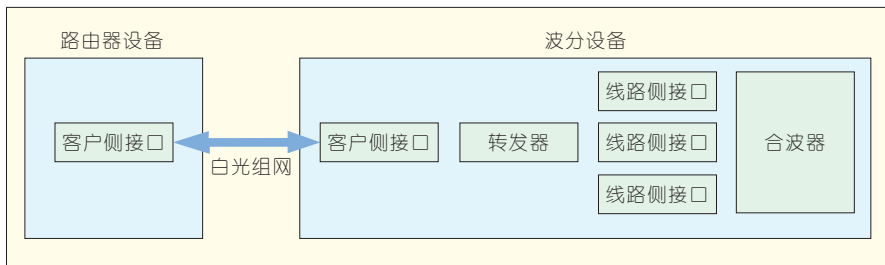 路由器设备
波分设备
客户侧接口
白光组网
客户侧接口
转发器
线路侧接口
线路侧接口
线路侧接口
合波器